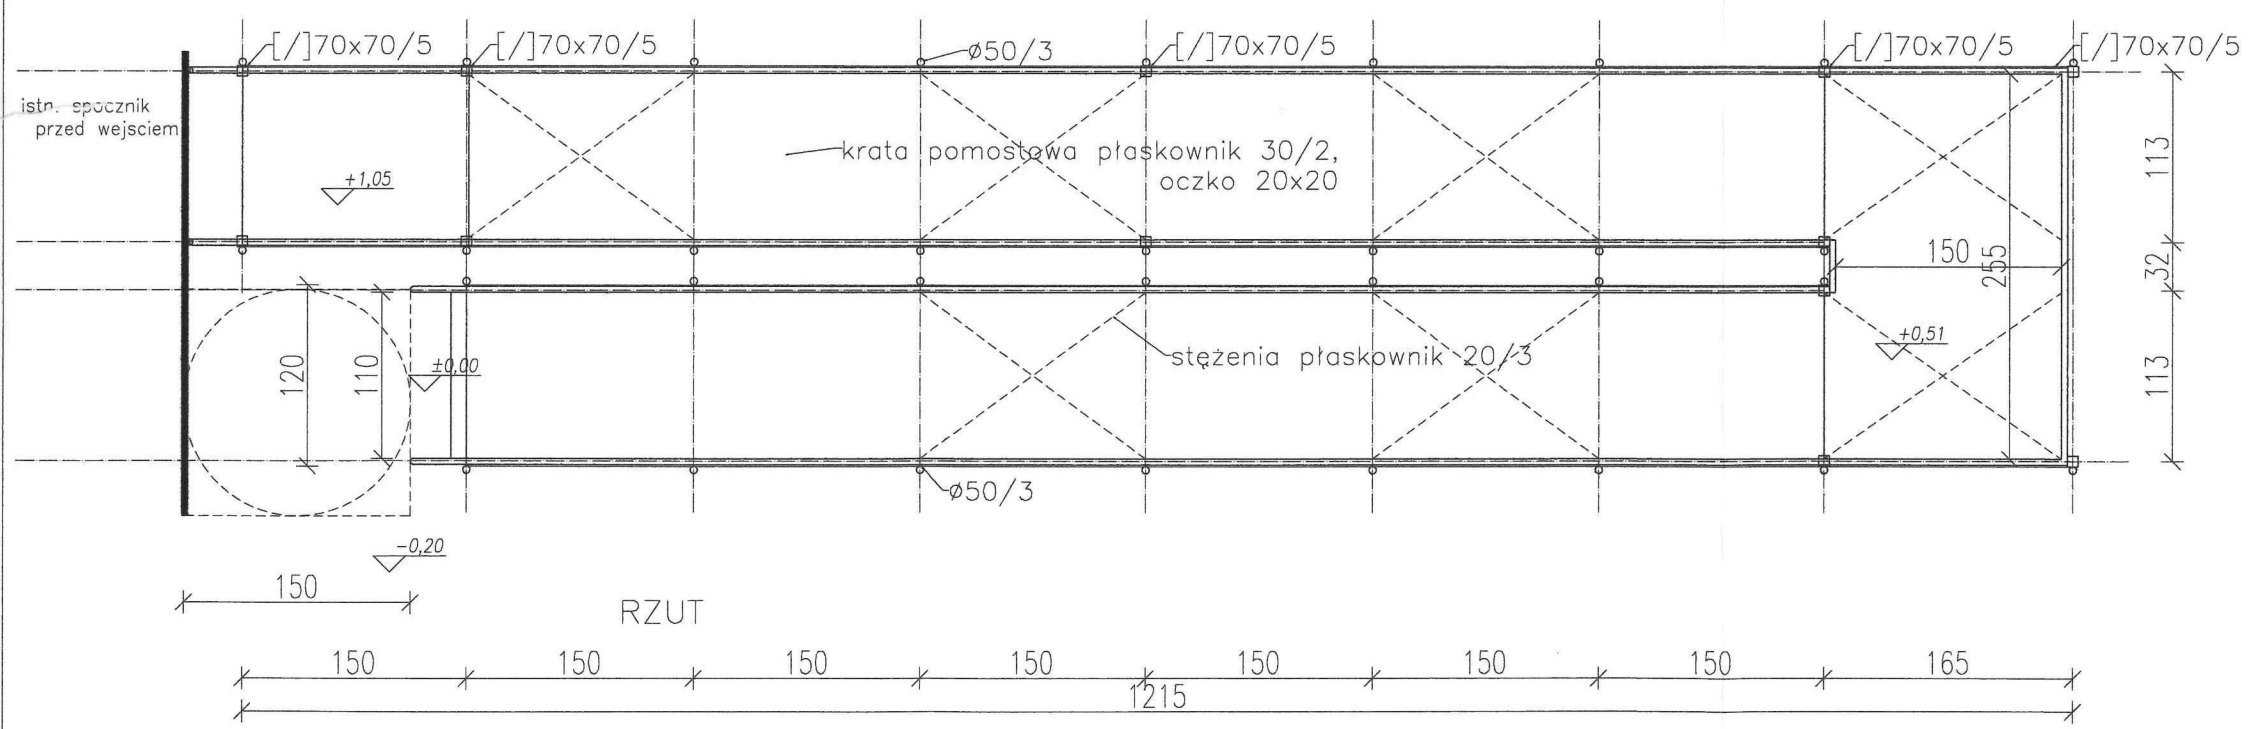 [/]70x70/5
[/]70x70/5
ø50/3
[/]70x70/5
[/]70x70/5
[/]70x70/5
istn. spocznik
przed wejsciem
krata pomostowa płaskownik 30/2,
oczko 20x20
+1,05
113
150
255
32
120
110
±0,00
stężenia płaskownik 20/3
+0,51
113
ø50/3
-0,20
150
RZUT
150
150
150
150
150
150
150
165
1215